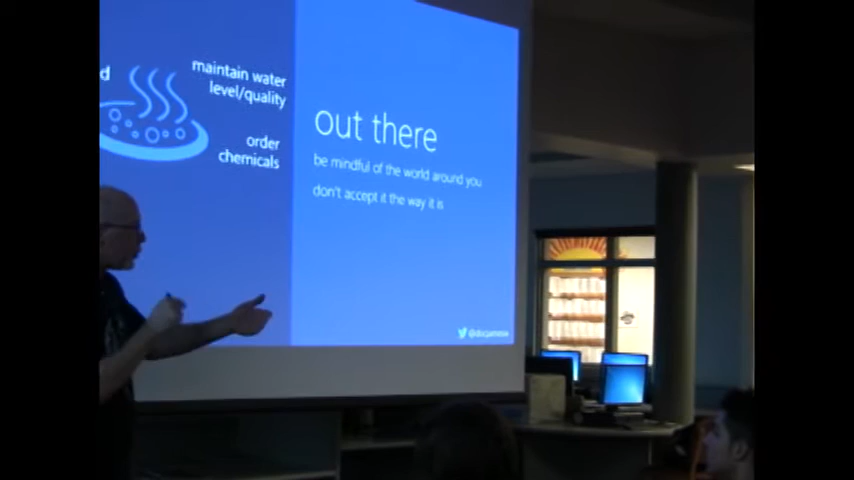 d
maintain water
level/quality
order
chemicals
out there
be mindful of the world around you
don't accept it the way it is